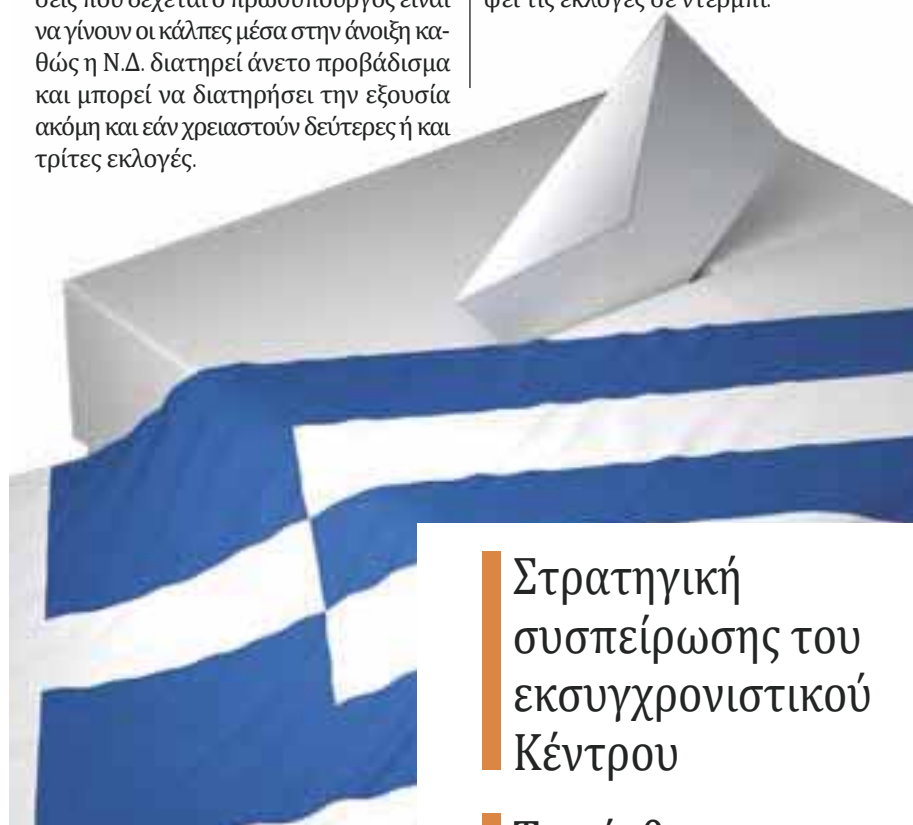 να γίνουν οι κάλπες μέσα στην άνοιξη κα-
θώς η Ν.Δ. διατηρεί άνετο προβάδισμα
και μπορεί να διατηρήσει την εξουσία
ακόμη και εάν χρειαστούν δεύτερες ή και
τρίτες εκλογές.
Στρατηγική
συσπείρωσης του
εκσυγχρονιστικού
Κέντρου